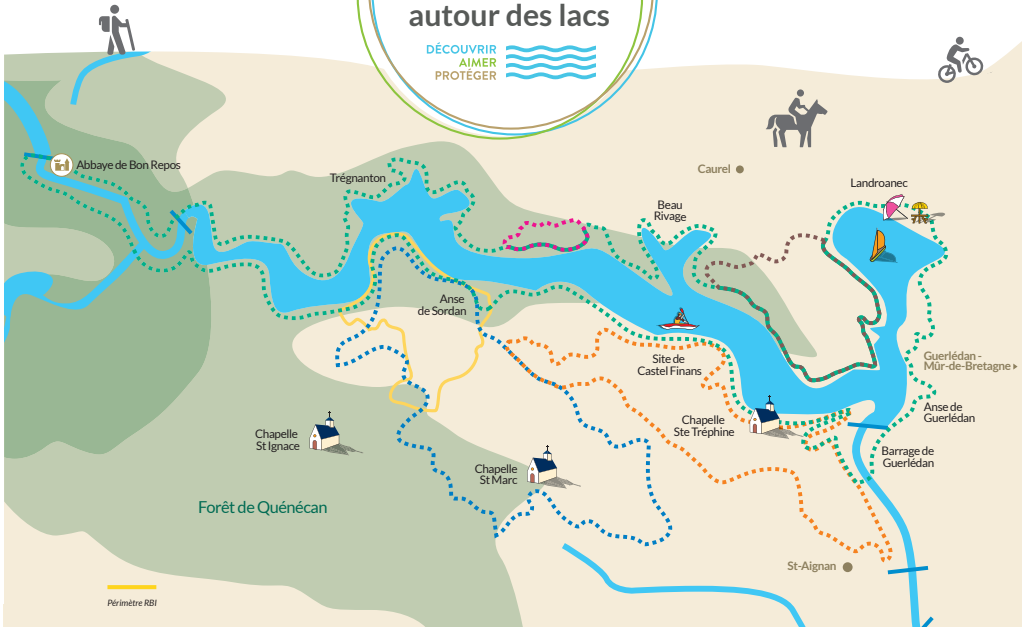 autour des lacs
DÉCOUVRIR
AIMER
PROTÉGER
Abbaye de Bon Repos
Trégnanton
Caurel
Landroanec
Beau
Rivage
Anse
de Sordan
Site de
Castel Finans
Guerlédan -
Mûr-de-Bretagne
Anse de
Guerlédan
Chapelle
Ste Tréphine
Chapelle
St Ignace
Barrage de
Guerlédan
Chapelle
St Marc
Forêt de Quénécan
St-Aignan
Périmètre RBI